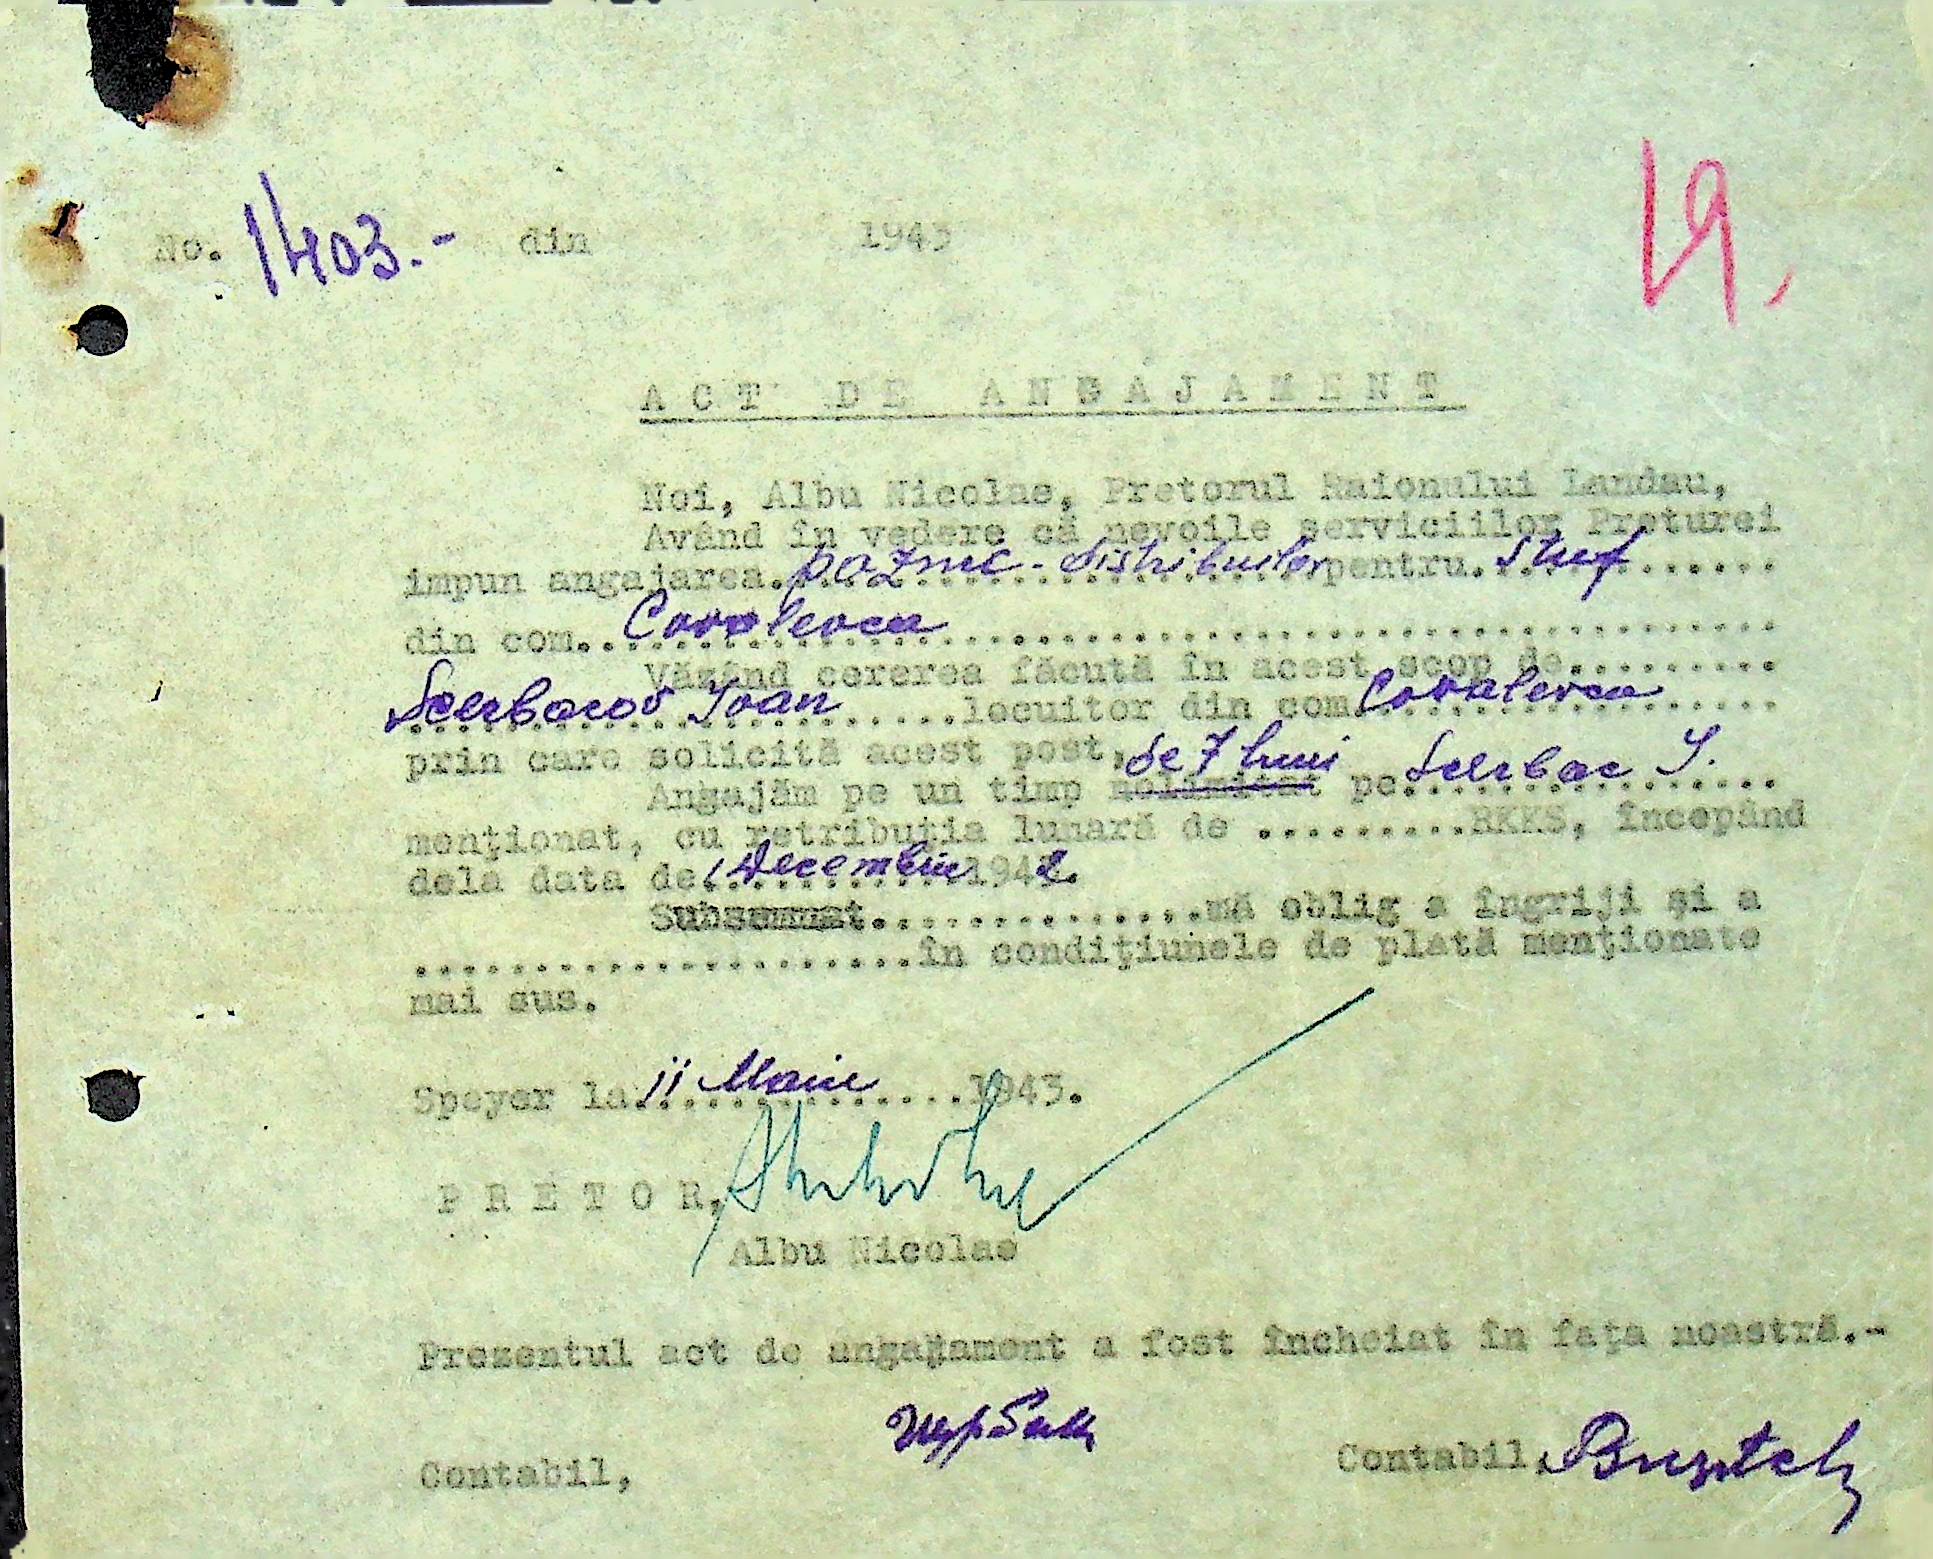 19.
No. 1403.- din 1943
ACT DE ANGAJAMENT
Noi, Albu Nicolae, Pretorul Raionului Landau,
Având în vedere că nevoile serviciilor Preturei
impun angajarea. paznic - distribuitor pentru. Stuf
din com.. Covalevca
Văzând cererea făcută în acest scop de.........
Scerbacov Ioan locuitor din com. Covalevca
prin care solicită acest post, de 7 luni
Angajăm pe un timp nelimitat pe Scerbac I.
menţionat, cu retribuţia lunară de .........RKKS, începând
dela data de 1 Decembrie 1942.
Subsemnat...............mă oblig a îngriji şi a
......................în condiţiunele de plată menţionate
mai sus.
Speyer la 11 Maiu 1943.
PRETOR,
Albu Nicolae
Prezentul act de angajament a fost încheiat în faţa noastră.-
Contabil, Contabil,